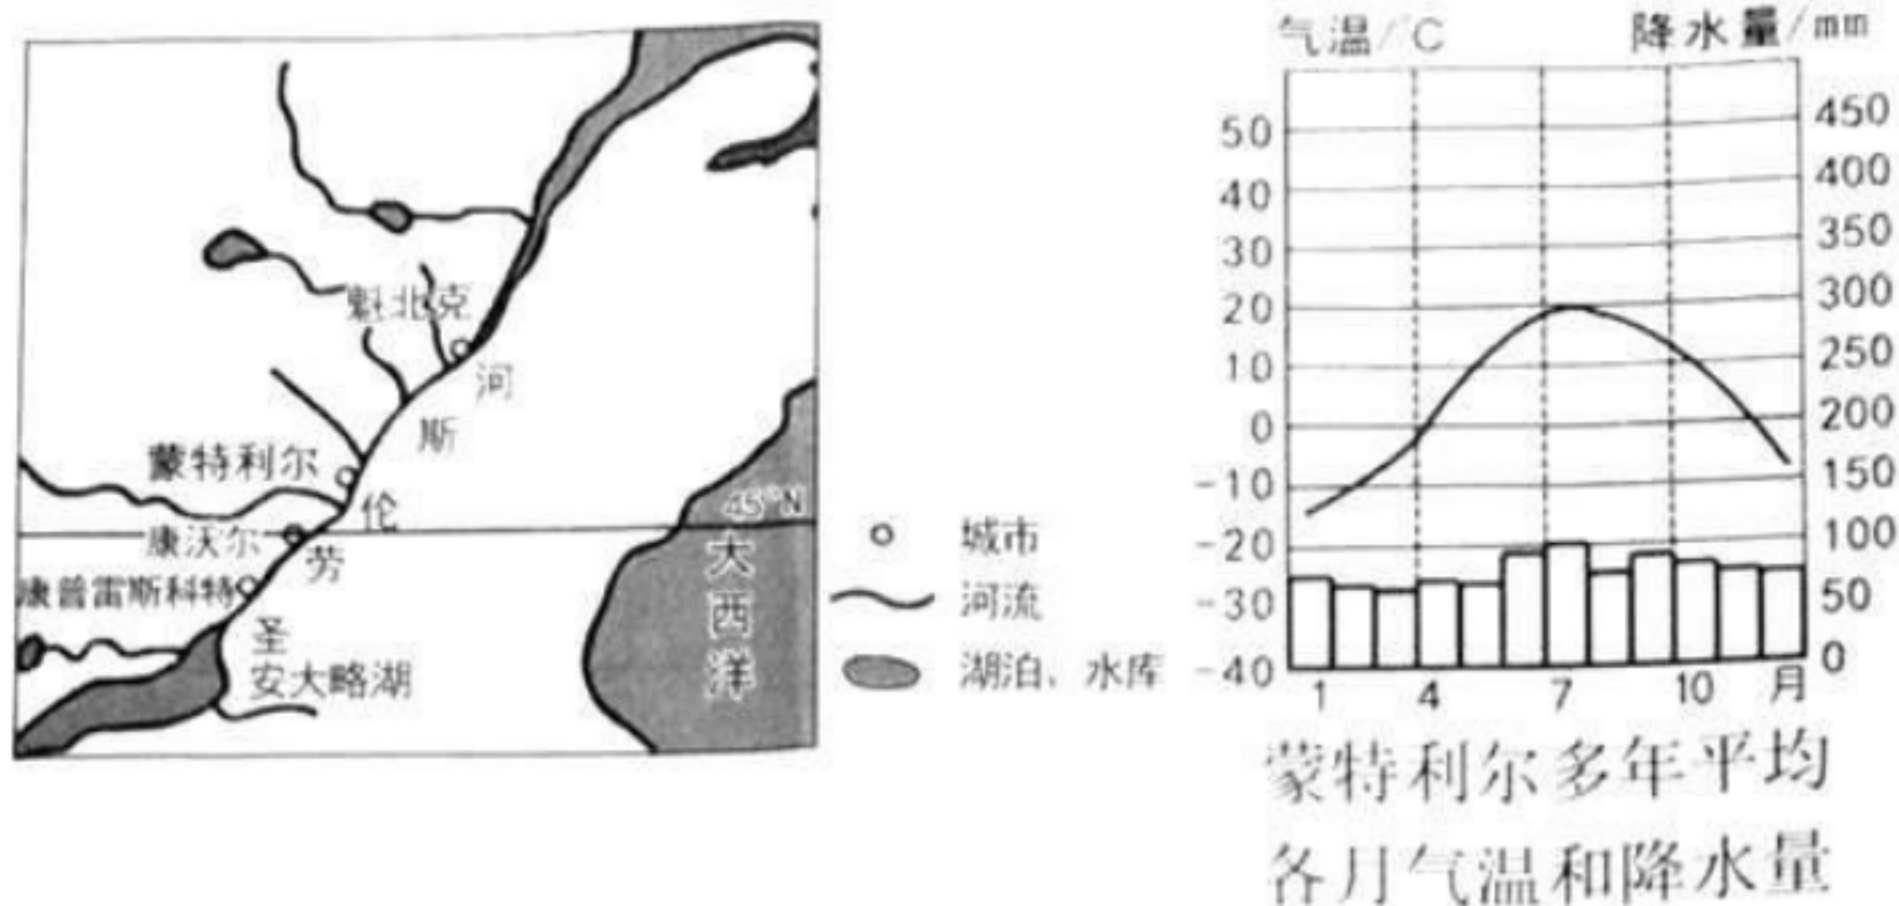 魁北克
河
斯
蒙特利尔
伦
45°N
康沃尔
劳
康普雷斯科特
圣
安大略湖
大西洋
城市
河流
湖泊、水库
气温/°C
降水量/mm
50
40
30
20
10
0
-10
-20
-30
-40
450
400
350
300
250
200
150
100
50
0
1 4 7 10 月
蒙特利尔多年平均
各月气温和降水量